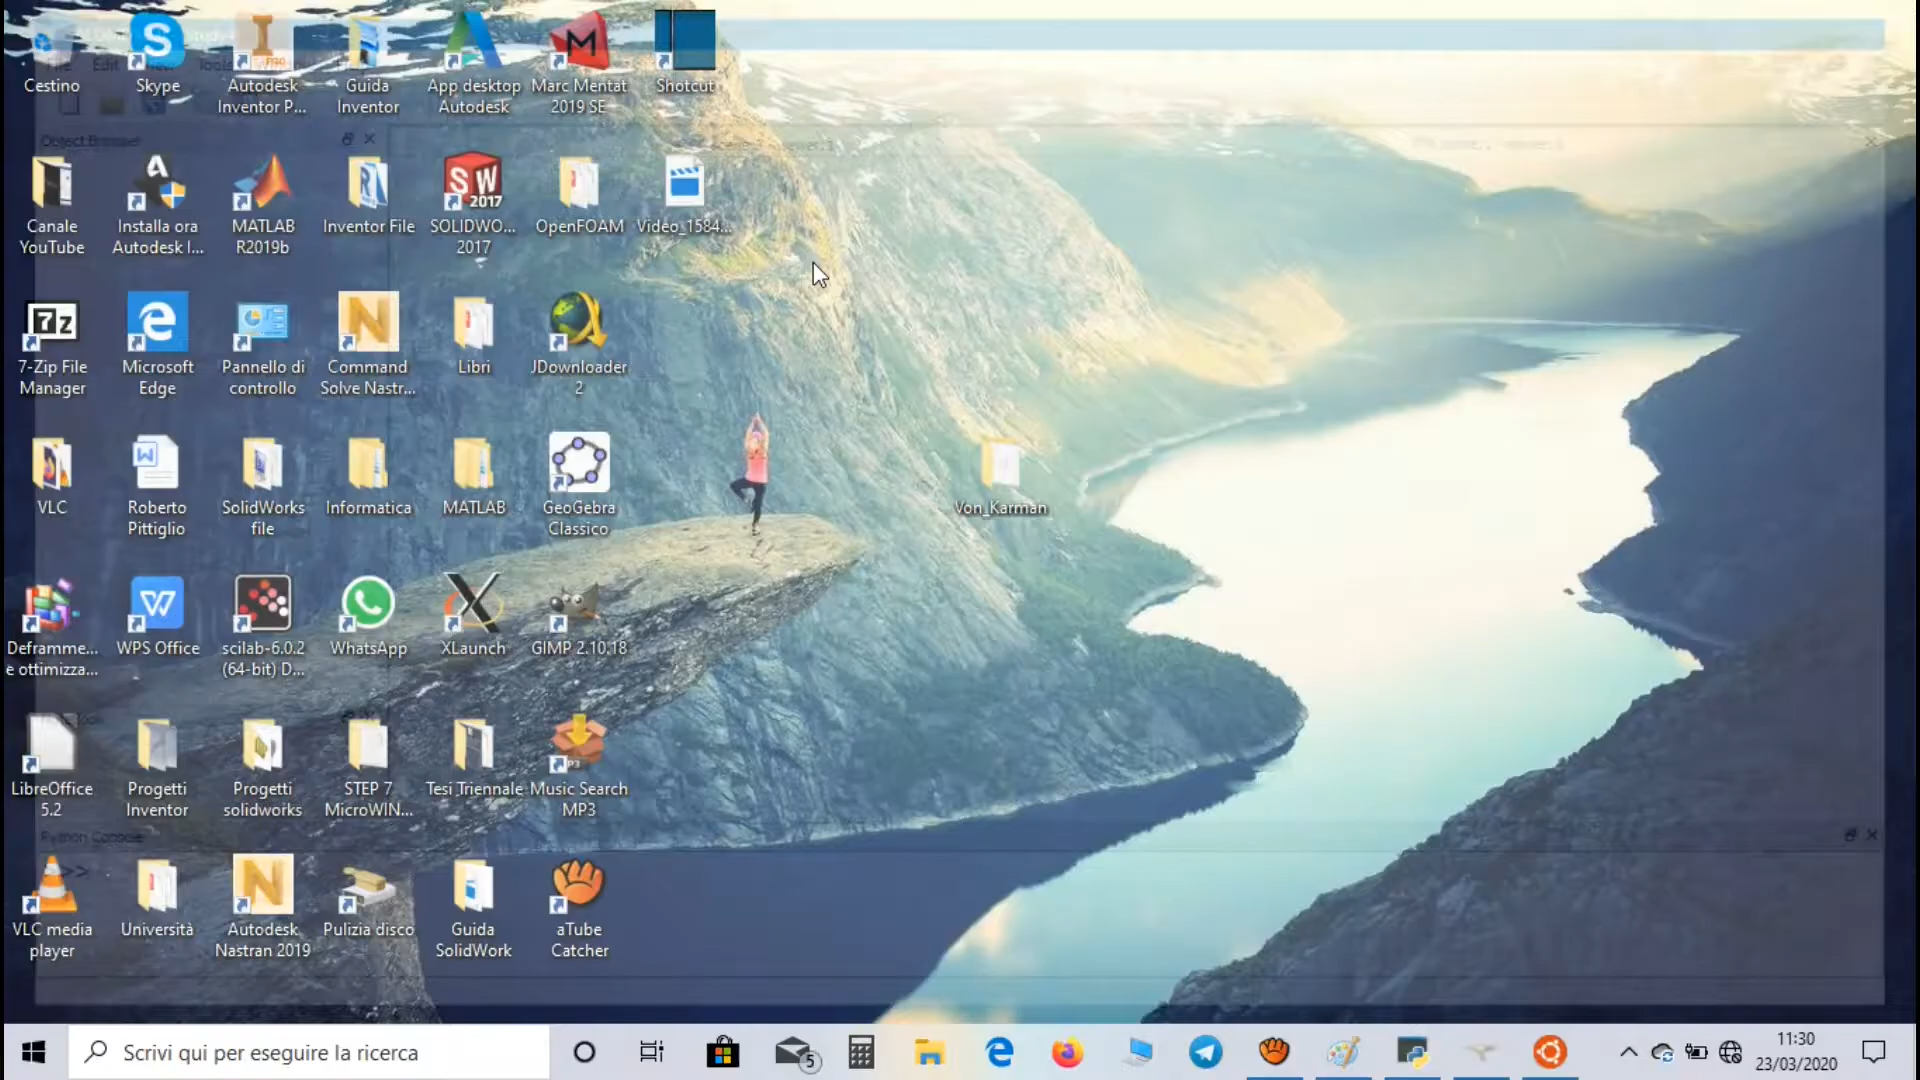 Cestino
Skype
Autodesk
Inventor P...
Guida
Inventor
App desktop
Autodesk
Marc Mentat
2019 SE
Shotcut
Object Browser
Canale
YouTube
Installa ora
Autodesk I...
MATLAB
R2019b
Inventor File
SOLIDWO...
2017
OpenFOAM
Video_1584...
7-Zip File
Manager
Microsoft
Edge
Pannello di
controllo
Command
Solve Nastr...
Libri
JDownloader
2
VLC
Roberto
Pittiglio
SolidWorks
file
Informatica
MATLAB
GeoGebra
Classico
Von_Karman
Deframme...
e ottimizza...
WPS Office
scilab-6.0.2
(64-bit) D...
WhatsApp
XLaunch
GIMP 2.10.18
LibreOffice
5.2
Progetti
Inventor
Progetti
solidworks
STEP 7
MicroWIN...
Tesi Triennale
Music Search
MP3
Python Console
>>
VLC media
player
Università
Autodesk
Nastran 2019
Pulizia disco
Guida
SolidWork
aTube
Catcher
Scrivi qui per eseguire la ricerca
5
11:30
23/03/2020